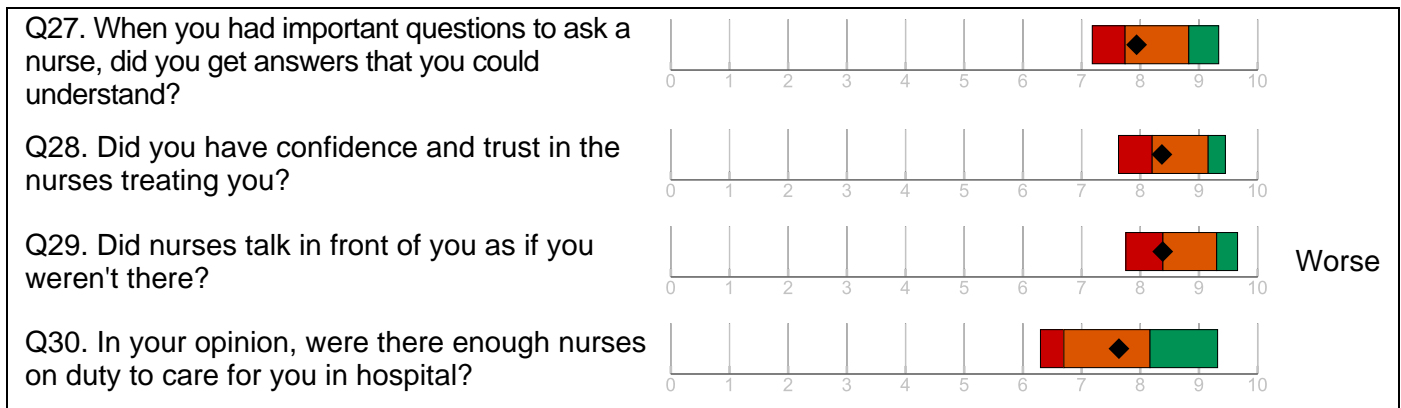 Q27. When you had important questions to ask a
nurse, did you get answers that you could
understand?
0 1 2 3 4 5 6 7 8 9 10
Q28. Did you have confidence and trust in the
nurses treating you?
0 1 2 3 4 5 6 7 8 9 10
Q29. Did nurses talk in front of you as if you
weren't there?
0 1 2 3 4 5 6 7 8 9 10
Worse
Q30. In your opinion, were there enough nurses
on duty to care for you in hospital?
0 1 2 3 4 5 6 7 8 9 10